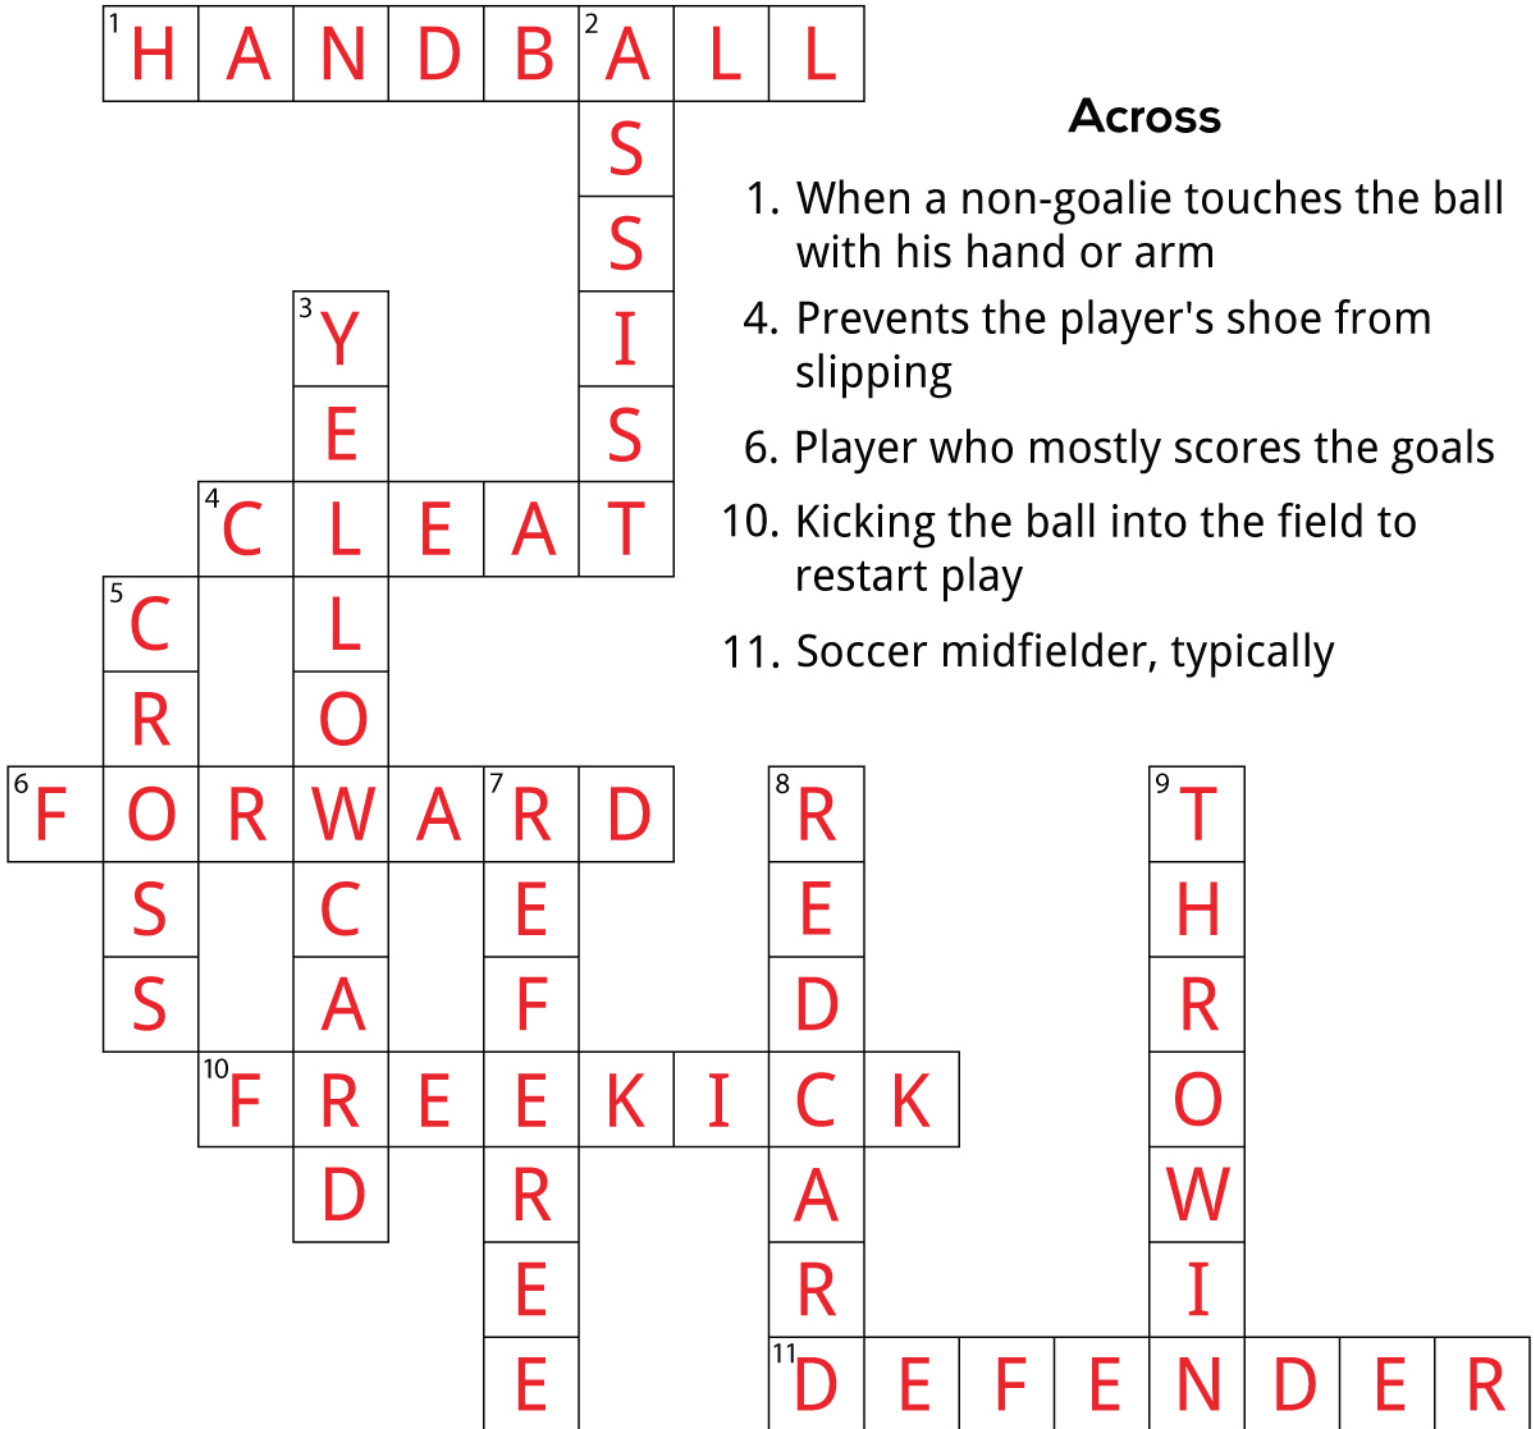 1 H A N D B 2 A L L
S
Across
1. When a non-goalie touches the ball
with his hand or arm
S
3 Y I
4. Prevents the player's shoe from
slipping
E S
6. Player who mostly scores the goals
4 C L E A T
10. Kicking the ball into the field to
restart play
5 C L
11. Soccer midfielder, typically
R O
6 F O R W A 7 R D 8 R 9 T
S C E E H
S A F D R
10 F R E E K I C K O
D R A W
E R I
E 11 D E F E N D E R